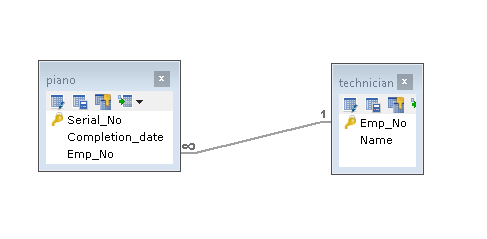 piano
x
Serial_No
Completion_date
Emp_No
∞
1
technician
x
Emp_No
Name